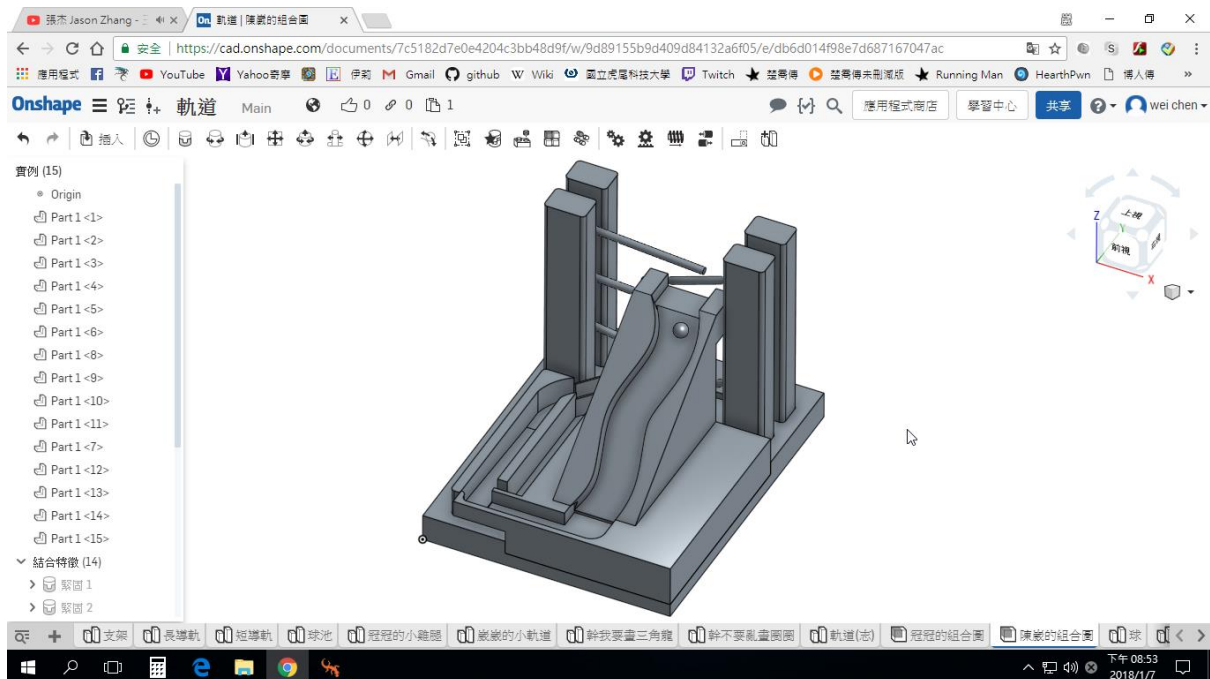 張杰 Jason Zhang - 三
On. 軌道 | 陳崴的組合圖
安全 | https://cad.onshape.com/documents/7c5182d7e0e4204c3bb48d9f/w/9d89155b9d409d84132a6f05/e/db6d014f98e7d687167047ac
應用程式 YouTube Yahoo奇摩 伊莉 Gmail github W Wiki 國立虎尾科技大學 Twitch 楚喬傳 楚喬傳未刪減版 Running Man HearthPwn 博人傳 »
Onshape 軌道 Main 0 0 1 應用程式商店 學習中心 共享 wei chen
插入
實例 (15)
Origin
Part 1 <1>
Part 1 <2>
Part 1 <3>
Part 1 <4>
Part 1 <5>
Part 1 <6>
Part 1 <8>
Part 1 <9>
Part 1 <10>
Part 1 <11>
Part 1 <7>
Part 1 <12>
Part 1 <13>
Part 1 <14>
Part 1 <15>
結合特徵 (14)
緊固 1
緊固 2
Z
上視
Y
前視
X
支架 長導軌 短導軌 球池 冠冠的小雞腿 崴崴的小軌道 幹我要畫三角龍 幹不要亂畫圈圈 軌道(志) 冠冠的組合圖 陳崴的組合圖 球
下午 08:53
2018/1/7